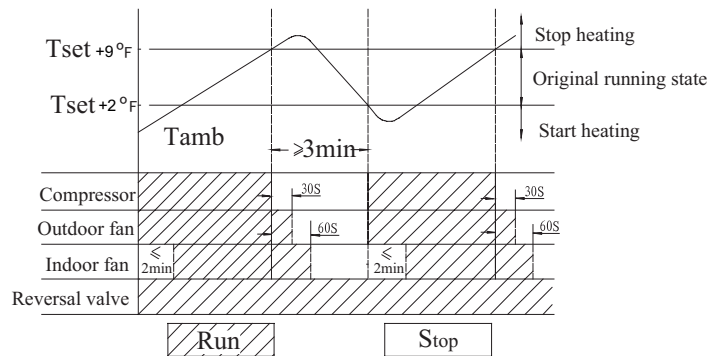 Tset +9°F
Stop heating
Original running state
Tset +2°F
Tamb
Start heating
≥3min
Compressor
30S
30S
Outdoor fan
60S
60S
Indoor fan
≤
2min
≤
2min
Reversal valve
Run
Stop